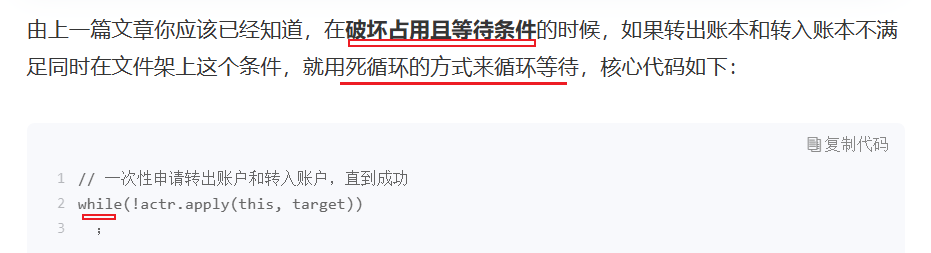 由上一篇文章你应该已经知道，在破坏占用且等待条件的时候，如果转出账本和转入账本不满
足同时在文件架上这个条件，就用死循环的方式来循环等待，核心代码如下：
复制代码
1 // 一次性申请转出账户和转入账户，直到成功
2 while(!actr.apply(this, target))
3 ;